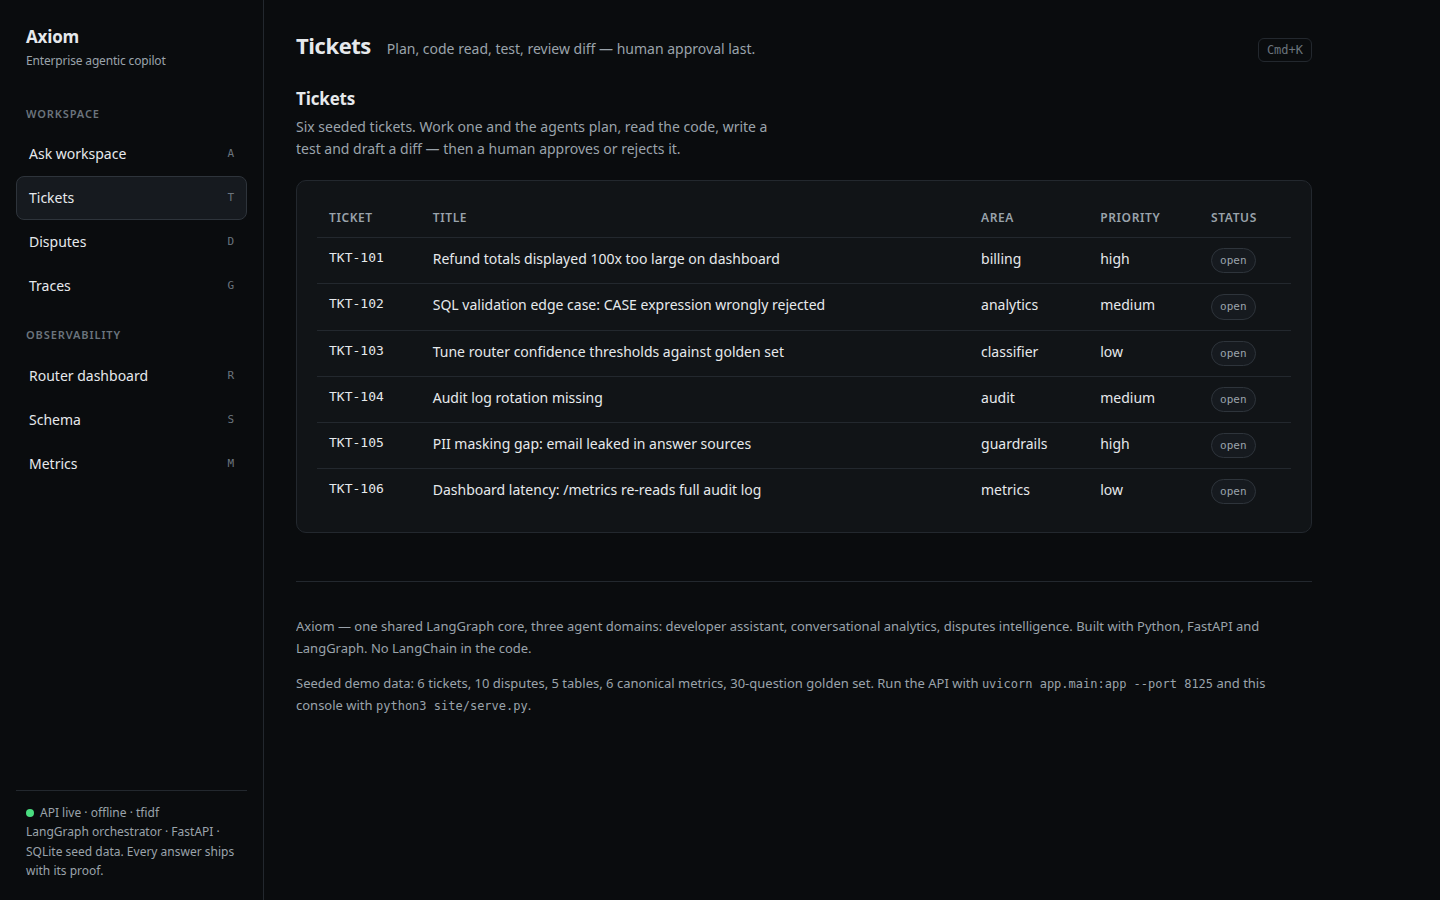 Axiom
Enterprise agentic copilot
WORKSPACE
Ask workspace A
Tickets T
Disputes D
Traces G
OBSERVABILITY
Router dashboard R
Schema S
Metrics M
API live · offline · tfidf
LangGraph orchestrator · FastAPI ·
SQLite seed data. Every answer ships
with its proof.
Tickets Plan, code read, test, review diff — human approval last. Cmd+K
Tickets
Six seeded tickets. Work one and the agents plan, read the code, write a
test and draft a diff — then a human approves or rejects it.
TICKET TITLE AREA PRIORITY STATUS
TKT-101 Refund totals displayed 100x too large on dashboard billing high open
TKT-102 SQL validation edge case: CASE expression wrongly rejected analytics medium open
TKT-103 Tune router confidence thresholds against golden set classifier low open
TKT-104 Audit log rotation missing audit medium open
TKT-105 PII masking gap: email leaked in answer sources guardrails high open
TKT-106 Dashboard latency: /metrics re-reads full audit log metrics low open
Axiom — one shared LangGraph core, three agent domains: developer assistant, conversational analytics, disputes intelligence. Built with Python, FastAPI and
LangGraph. No LangChain in the code.
Seeded demo data: 6 tickets, 10 disputes, 5 tables, 6 canonical metrics, 30-question golden set. Run the API with uvicorn app.main:app --port 8125 and this
console with python3 site/serve.py.